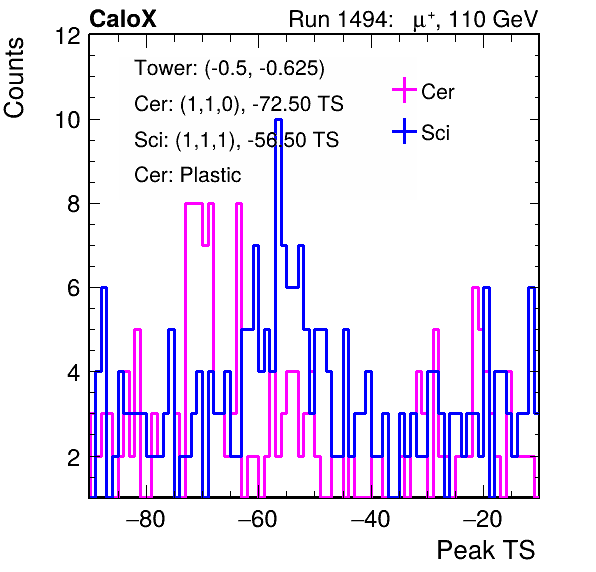 CaloX Run 1494: μ⁺, 110 GeV
Counts
Tower: (-0.5, -0.625)
Cer: (1,1,0), -72.50 TS
Sci: (1,1,1), -56.50 TS
Cer: Plastic
Cer
Sci
12
10
8
6
4
2
−80 −60 −40 −20
Peak TS